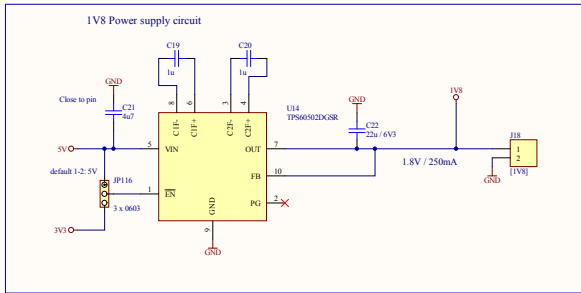 1V8 Power supply circuit
C19
1u
C20
1u
GND
Close to pin
C21
4u7
8
6
3
4
C1F-
C1F+
C2F-
C2F+
U14
TPS60502DGSR
GND
C22
22u / 6V3
1V8
5V
5
VIN
OUT
7
J18
1
2
[1V8]
GND
1.8V / 250mA
default 1-2: 5V
JP116
FB
10
1
EN
PG
2
3 x 0603
GND
9
GND
3V3